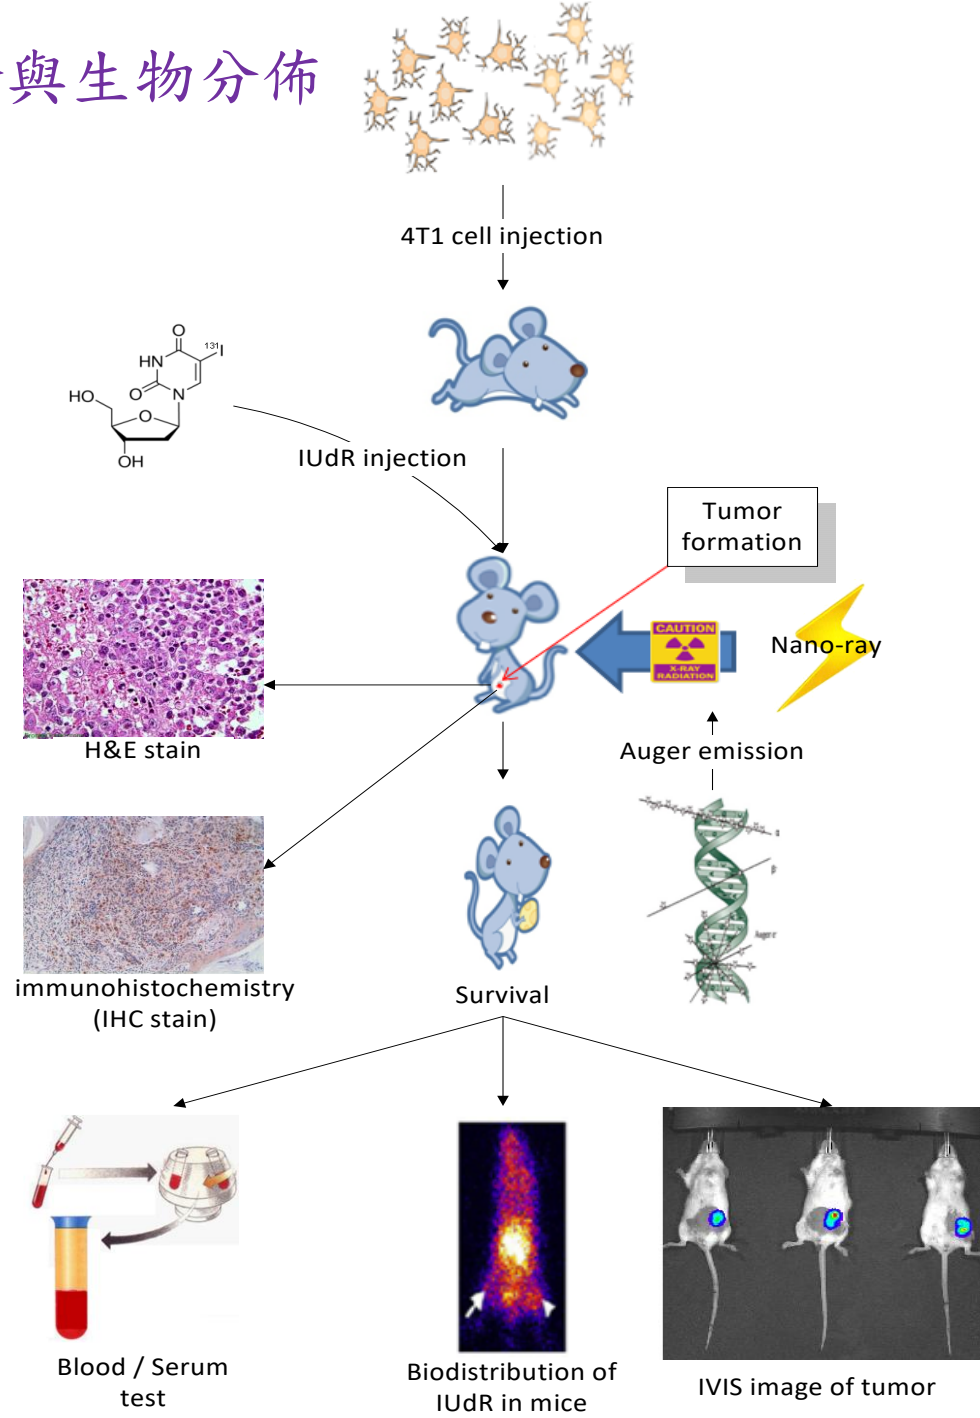 與生物分佈
4T1 cell injection
O
131
I
HN
O
N
HO
O
OH
IUdR injection
Tumor
formation
CAUTION
X-RAY
RADIATION
Nano-ray
H&E stain
Auger emission
α
β
Auger e
immunohistochemistry
(IHC stain)
Survival
Blood / Serum
test
Biodistribution of
IUdR in mice
IVIS image of tumor